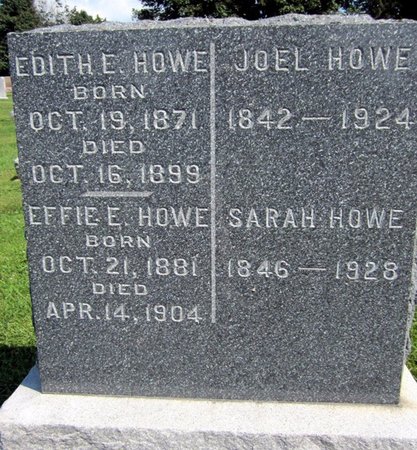 EDITH E. HOWE
BORN
OCT. 19, 1871
DIED
OCT. 16, 1899
EFFIE E. HOWE
BORN
OCT. 21, 1881
DIED
APR. 14, 1904
JOEL HOWE
1842 — 1924
SARAH HOWE
1846 — 1928